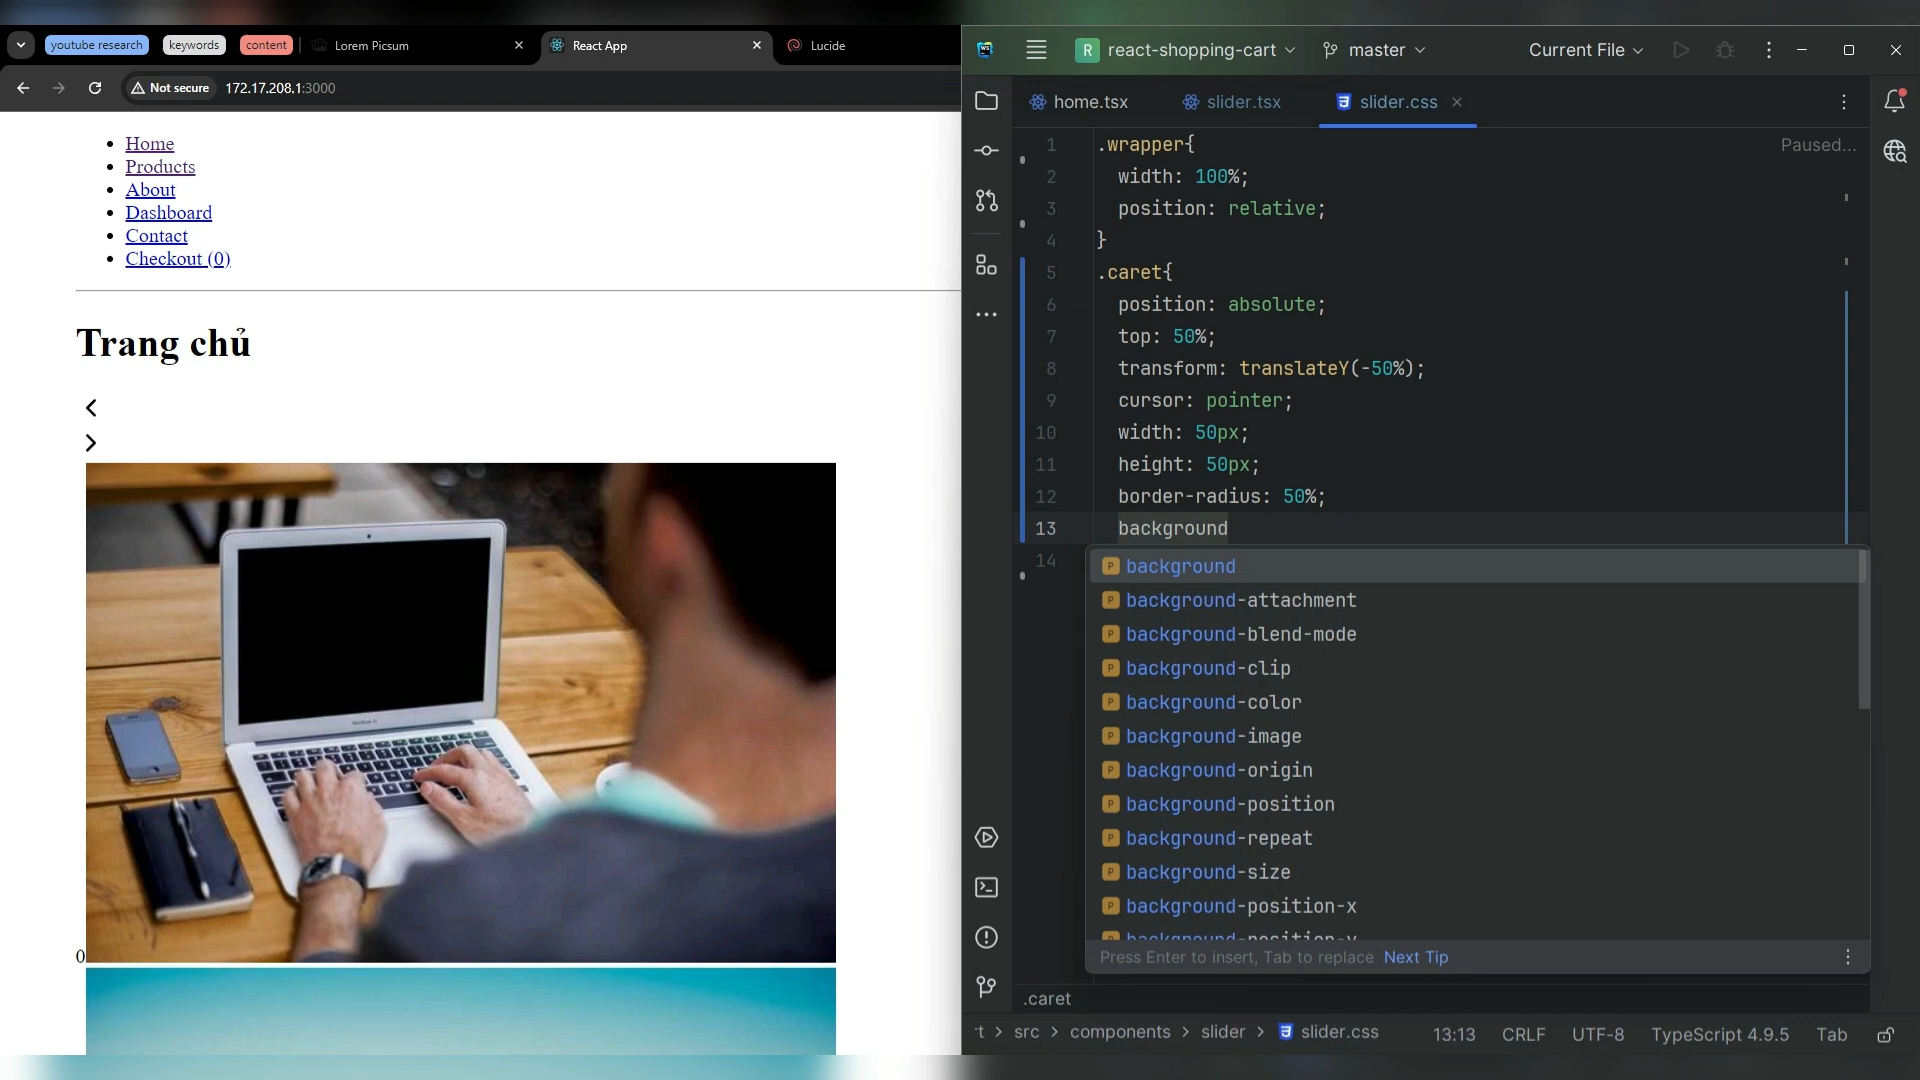 youtube research
keywords
content
Lorem Picsum
React App
Lucide
Not secure
172.17.208.1:3000
Home
Products
About
Dashboard
Contact
Checkout (0)
Trang chủ
0
R
react-shopping-cart
master
Current File
home.tsx
slider.tsx
slider.css
Paused...
1 .wrapper{
2 width: 100%;
3 position: relative;
4 }
5 .caret{
6 position: absolute;
7 top: 50%;
8 transform: translateY(-50%);
9 cursor: pointer;
10 width: 50px;
11 height: 50px;
12 border-radius: 50%;
13 background
14
background
background-attachment
background-blend-mode
background-clip
background-color
background-image
background-origin
background-position
background-repeat
background-size
background-position-x
background-position-y
Press Enter to insert, Tab to replace Next Tip
.caret
src > components > slider > slider.css
13:13 CRLF UTF-8 TypeScript 4.9.5 Tab